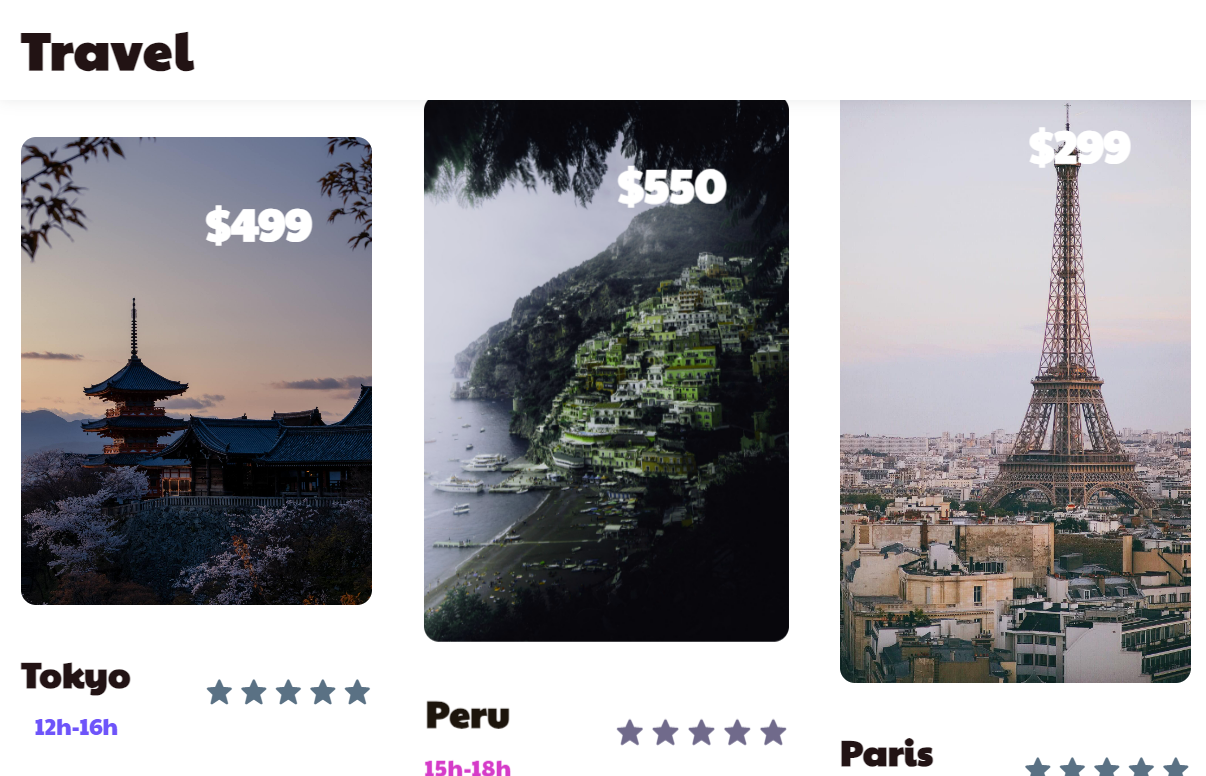 Travel
$499
Tokyo
12h-16h
$550
Peru
15h-18h
$299
Paris